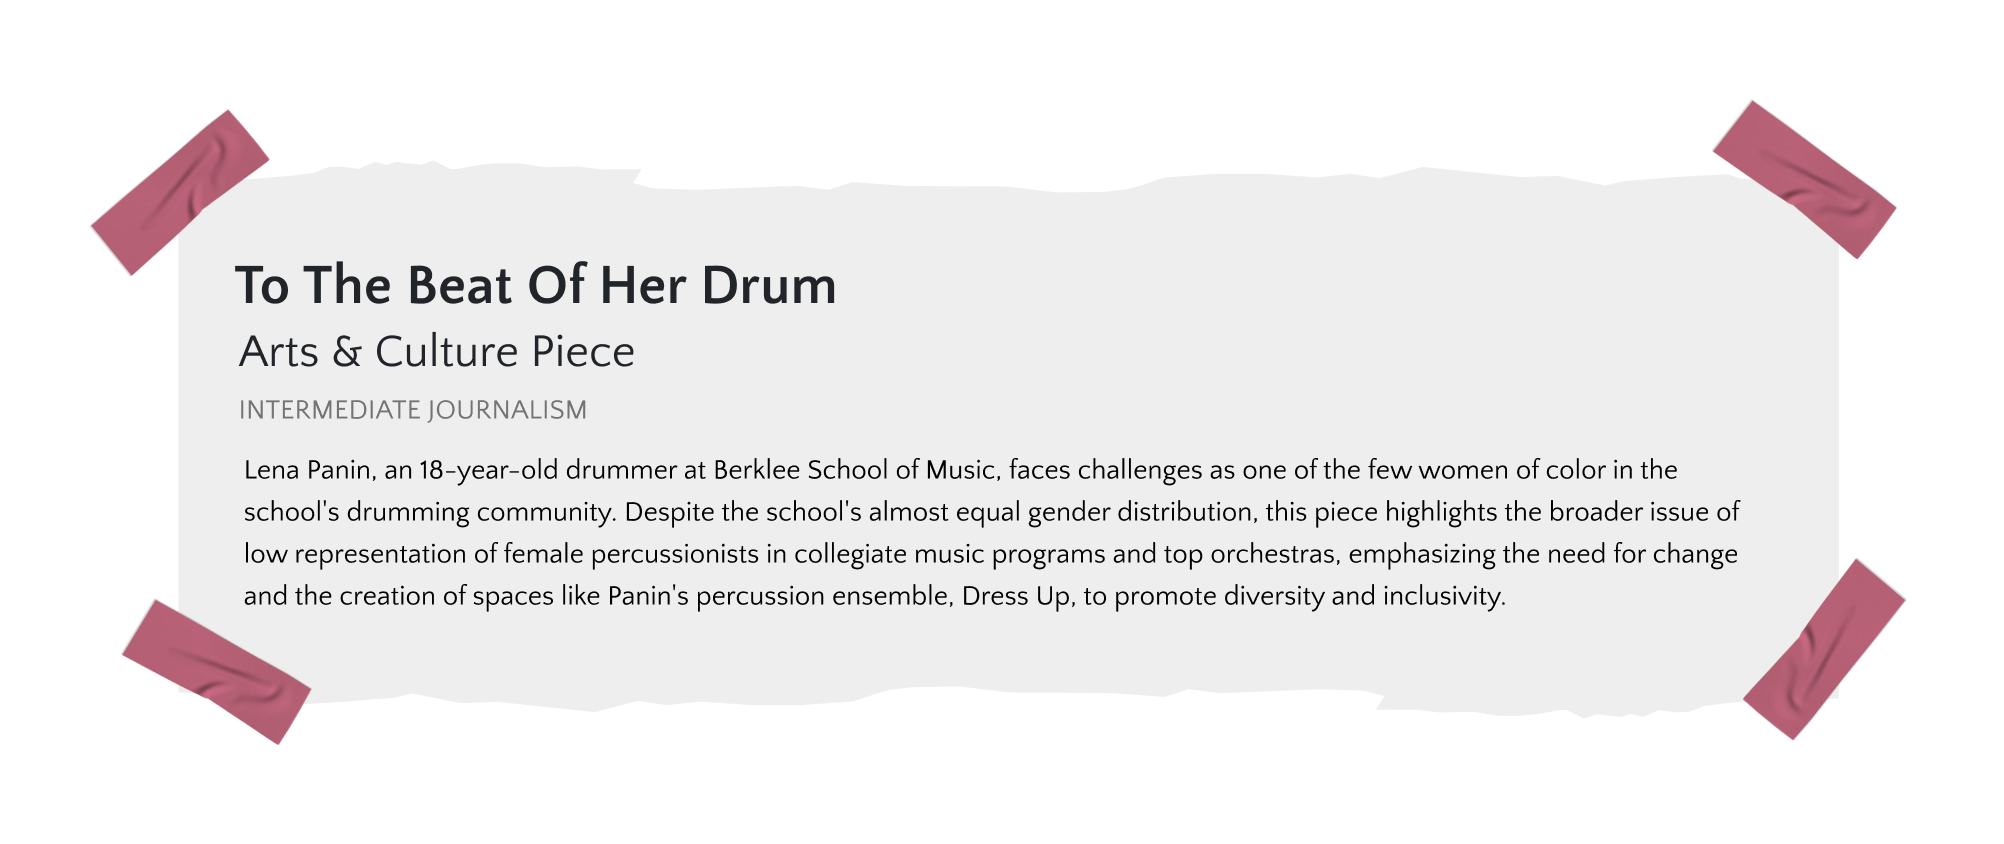 To The Beat Of Her Drum
Arts & Culture Piece
INTERMEDIATE JOURNALISM
Lena Panin, an 18-year-old drummer at Berklee School of Music, faces challenges as one of the few women of color in the
school's drumming community. Despite the school's almost equal gender distribution, this piece highlights the broader issue of
low representation of female percussionists in collegiate music programs and top orchestras, emphasizing the need for change
and the creation of spaces like Panin's percussion ensemble, Dress Up, to promote diversity and inclusivity.